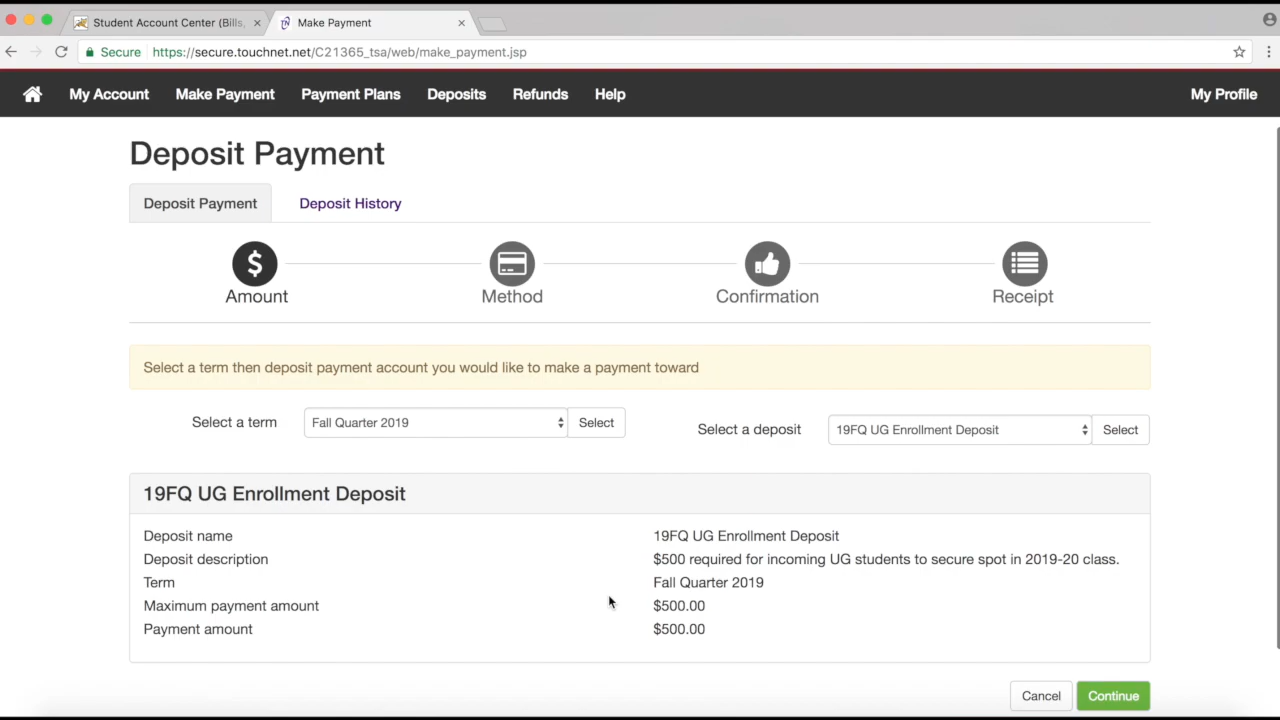 Student Account Center (Bills,
Make Payment
Secure https://secure.touchnet.net/C21365_tsa/web/make_payment.jsp
My Account Make Payment Payment Plans Deposits Refunds Help My Profile
Deposit Payment
Deposit Payment Deposit History
$
Amount Method Confirmation Receipt
Select a term then deposit payment account you would like to make a payment toward
Select a term Fall Quarter 2019 Select Select a deposit 19FQ UG Enrollment Deposit Select
19FQ UG Enrollment Deposit
Deposit name 19FQ UG Enrollment Deposit
Deposit description $500 required for incoming UG students to secure spot in 2019-20 class.
Term Fall Quarter 2019
Maximum payment amount $500.00
Payment amount $500.00
Cancel Continue